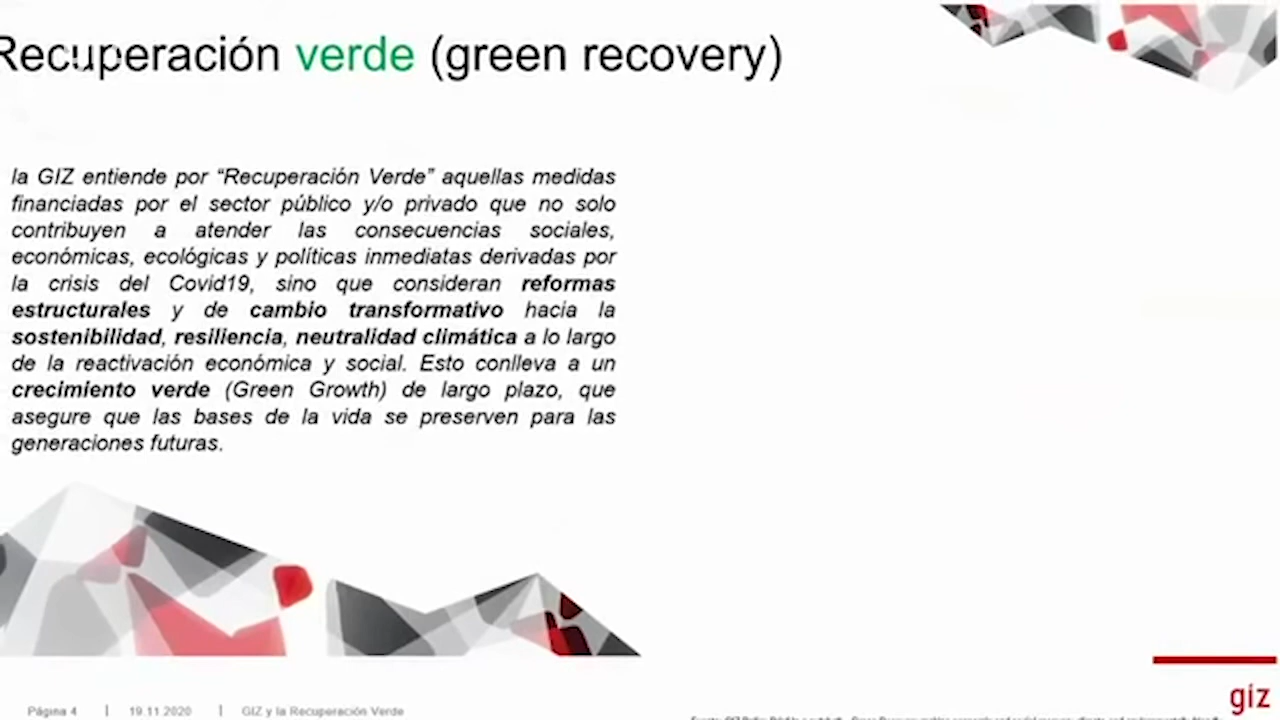 Recuperación verde (green recovery)
la GIZ entiende por “Recuperación Verde” aquellas medidas
financiadas por el sector público y/o privado que no solo
contribuyen a atender las consecuencias sociales,
económicas, ecológicas y políticas inmediatas derivadas por
la crisis del Covid19, sino que consideran reformas
estructurales y de cambio transformativo hacia la
sostenibilidad, resiliencia, neutralidad climática a lo largo
de la reactivación económica y social. Esto conlleva a un
crecimiento verde (Green Growth) de largo plazo, que
asegure que las bases de la vida se preserven para las
generaciones futuras.
giz
Página 4 | 19.11.2020 | GIZ y la Recuperación Verde